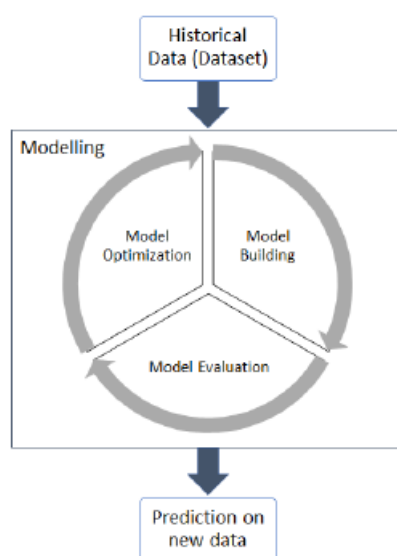 Historical
Data (Dataset)
Modelling
Model
Optimization
Model
Building
Model Evaluation
Prediction on
new data